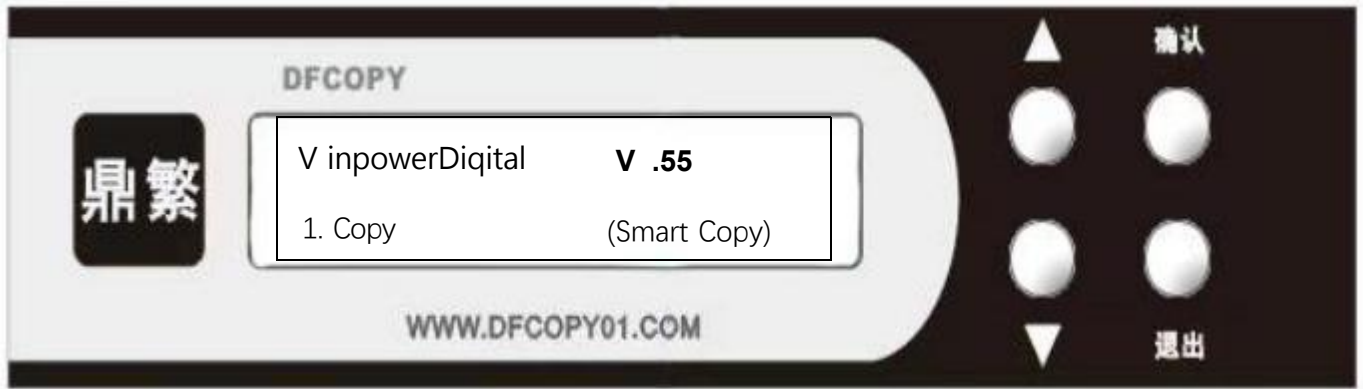 DFCOPY
确认
鼎繁
V inpowerDiqital V .55
1. Copy (Smart Copy)
WWW.DFCOPY01.COM
退出